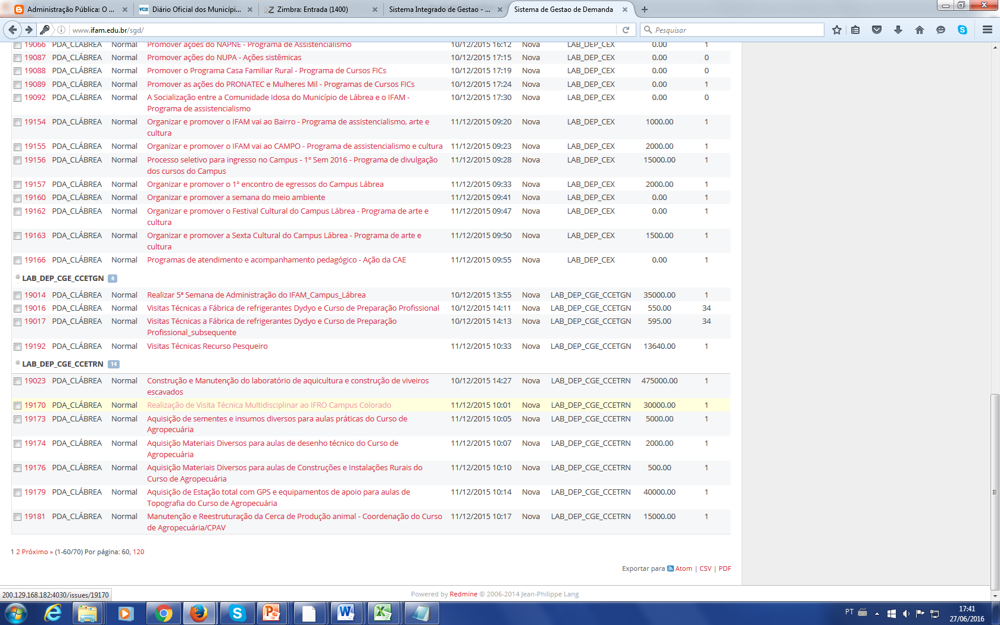 Administração Pública: O ... ×
VOX Diário Oficial dos Municípi... ×
Z Zimbra: Entrada (1400) ×
Sistema Integrado de Gestao - ... ×
Sistema de Gestao de Demanda × +
www.ifam.edu.br/sgd/
Pesquisar
19066 PDA_CLÁBREA Normal Promover ações do NAPNE - Programa de Assistencialismo 10/12/2015 16:12 Nova LAB_DEP_CEX 0.00 1
19087 PDA_CLÁBREA Normal Promover ações do NUPA - Ações sistêmicas 10/12/2015 17:15 Nova LAB_DEP_CEX 0.00 0
19088 PDA_CLÁBREA Normal Promover o Programa Casa Familiar Rural - Programa de Cursos FICs 10/12/2015 17:19 Nova LAB_DEP_CEX 0.00 0
19089 PDA_CLÁBREA Normal Promover as ações do PRONATEC e Mulheres Mil - Programas de Cursos FICs 10/12/2015 17:24 Nova LAB_DEP_CEX 0.00 1
19092 PDA_CLÁBREA Normal A Socialização entre a Comunidade Idosa do Município de Lábrea e o IFAM - 10/12/2015 17:30 Nova LAB_DEP_CEX 0.00 0
Programa de assistencialismo
19154 PDA_CLÁBREA Normal Organizar e promover o IFAM vai ao Bairro - Programa de assistencialismo, arte e 11/12/2015 09:20 Nova LAB_DEP_CEX 1000.00 1
cultura
19155 PDA_CLÁBREA Normal Organizar e promover o IFAM vai ao CAMPO - Programa de assistencialismo e cultura 11/12/2015 09:23 Nova LAB_DEP_CEX 2000.00 1
19156 PDA_CLÁBREA Normal Processo seletivo para ingresso no Campus - 1º Sem 2016 - Programa de divulgação 11/12/2015 09:28 Nova LAB_DEP_CEX 15000.00 1
dos cursos do Campus
19157 PDA_CLÁBREA Normal Organizar e promover o 1º encontro de egressos do Campus Lábrea 11/12/2015 09:33 Nova LAB_DEP_CEX 2000.00 1
19160 PDA_CLÁBREA Normal Organizar e promover a semana do meio ambiente 11/12/2015 09:41 Nova LAB_DEP_CEX 0.00 1
19162 PDA_CLÁBREA Normal Organizar e promover o Festival Cultural do Campus Lábrea - Programa de arte e 11/12/2015 09:47 Nova LAB_DEP_CEX 0.00 1
cultura
19163 PDA_CLÁBREA Normal Organizar e promover a Sexta Cultural do Campus Lábrea - Programa de arte e 11/12/2015 09:50 Nova LAB_DEP_CEX 1500.00 1
cultura
19166 PDA_CLÁBREA Normal Programas de atendimento e acompanhamento pedagógico - Ação da CAE 11/12/2015 09:55 Nova LAB_DEP_CEX 0.00 1
LAB_DEP_CGE_CCETGN 4
19014 PDA_CLÁBREA Normal Realizar 5ª Semana de Administração do IFAM_Campus_Lábrea 10/12/2015 13:55 Nova LAB_DEP_CGE_CCETGN 35000.00 1
19016 PDA_CLÁBREA Normal Visitas Técnicas a Fábrica de refrigerantes Dydyo e Curso de Preparação Profissional 10/12/2015 14:11 Nova LAB_DEP_CGE_CCETGN 550.00 34
19017 PDA_CLÁBREA Normal Visitas Técnicas a Fábrica de refrigerantes Dydyo e Curso de Preparação 10/12/2015 14:13 Nova LAB_DEP_CGE_CCETGN 595.00 34
Profissional_subsequente
19192 PDA_CLÁBREA Normal Visitas Técnicas Recurso Pesqueiro 11/12/2015 10:33 Nova LAB_DEP_CGE_CCETGN 13640.00 1
LAB_DEP_CGE_CCETRN 14
19023 PDA_CLÁBREA Normal Construção e Manutenção do laboratório de aquicultura e construção de viveiros 10/12/2015 14:27 Nova LAB_DEP_CGE_CCETRN 475000.00 1
escavados
19170 PDA_CLÁBREA Normal Realização de Visita Técnica Multidisciplinar ao IFRO Campus Colorado 11/12/2015 10:01 Nova LAB_DEP_CGE_CCETRN 30000.00 1
19173 PDA_CLÁBREA Normal Aquisição de sementes e insumos diversos para aulas práticas do Curso de 11/12/2015 10:05 Nova LAB_DEP_CGE_CCETRN 5000.00 1
Agropecuária
19174 PDA_CLÁBREA Normal Aquisição Materiais Diversos para aulas de desenho técnico do Curso de 11/12/2015 10:07 Nova LAB_DEP_CGE_CCETRN 2000.00 1
Agropecuária
19176 PDA_CLÁBREA Normal Aquisição Materiais Diversos para aulas de Construções e Instalações Rurais do 11/12/2015 10:10 Nova LAB_DEP_CGE_CCETRN 500.00 1
Curso de Agropecuária
19179 PDA_CLÁBREA Normal Aquisição de Estação total com GPS e equipamentos de apoio para aulas de 11/12/2015 10:14 Nova LAB_DEP_CGE_CCETRN 40000.00 1
Topografia do Curso de Agropecuária
19181 PDA_CLÁBREA Normal Manutenção e Reestruturação da Cerca de Produção animal - Coordenação do Curso 11/12/2015 10:17 Nova LAB_DEP_CGE_CCETRN 15000.00 1
de Agropecuária/CPAV
1 2 Próximo » (1-60/70) Por página: 60, 120
Exportar para Atom | CSV | PDF
200.129.168.182:4030/issues/19170
Powered by Redmine © 2006-2014 Jean-Philippe Lang
PT
17:41
27/06/2016